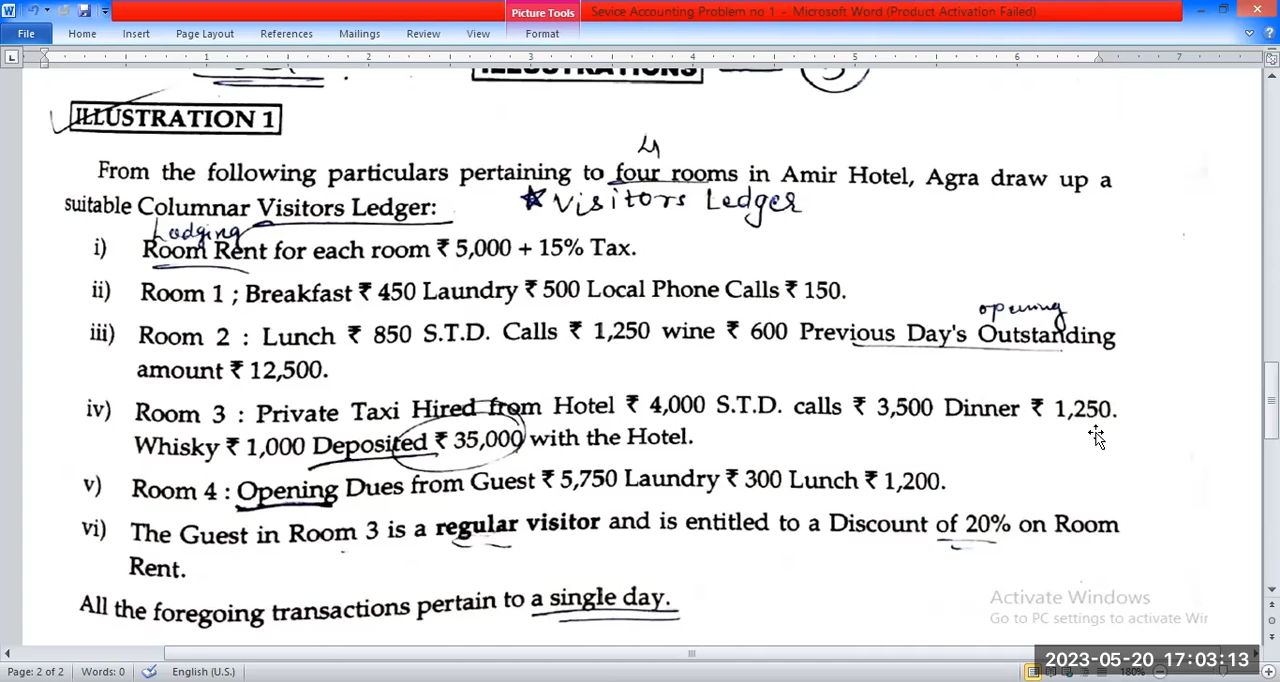 Picture Tools
Sevice Accounting Problem no 1 - Microsoft Word (Product Activation Failed)
File Home Insert Page Layout References Mailings Review View Format
1 2 3 4 5 6 7
ILLUSTRATIONS
ILLUSTRATION 1
4
From the following particulars pertaining to four rooms in Amir Hotel, Agra draw up a
suitable Columnar Visitors Ledger: Visitors Ledger
Lodging
i) Room Rent for each room ₹ 5,000 + 15% Tax.
ii) Room 1 ; Breakfast ₹ 450 Laundry ₹ 500 Local Phone Calls ₹ 150.
opening
iii) Room 2 : Lunch ₹ 850 S.T.D. Calls ₹ 1,250 wine ₹ 600 Previous Day's Outstanding
amount ₹ 12,500.
iv) Room 3 : Private Taxi Hired from Hotel ₹ 4,000 S.T.D. calls ₹ 3,500 Dinner ₹ 1,250.
Whisky ₹ 1,000 Deposited ₹ 35,000 with the Hotel.
v) Room 4 : Opening Dues from Guest ₹ 5,750 Laundry ₹ 300 Lunch ₹ 1,200.
vi) The Guest in Room 3 is a regular visitor and is entitled to a Discount of 20% on Room
Rent.
All the foregoing transactions pertain to a single day.
Activate Windows
Go to PC settings to activate Wir
2023-05-20 17:03:13
Page: 2 of 2 Words: 0 English (U.S.) 180%